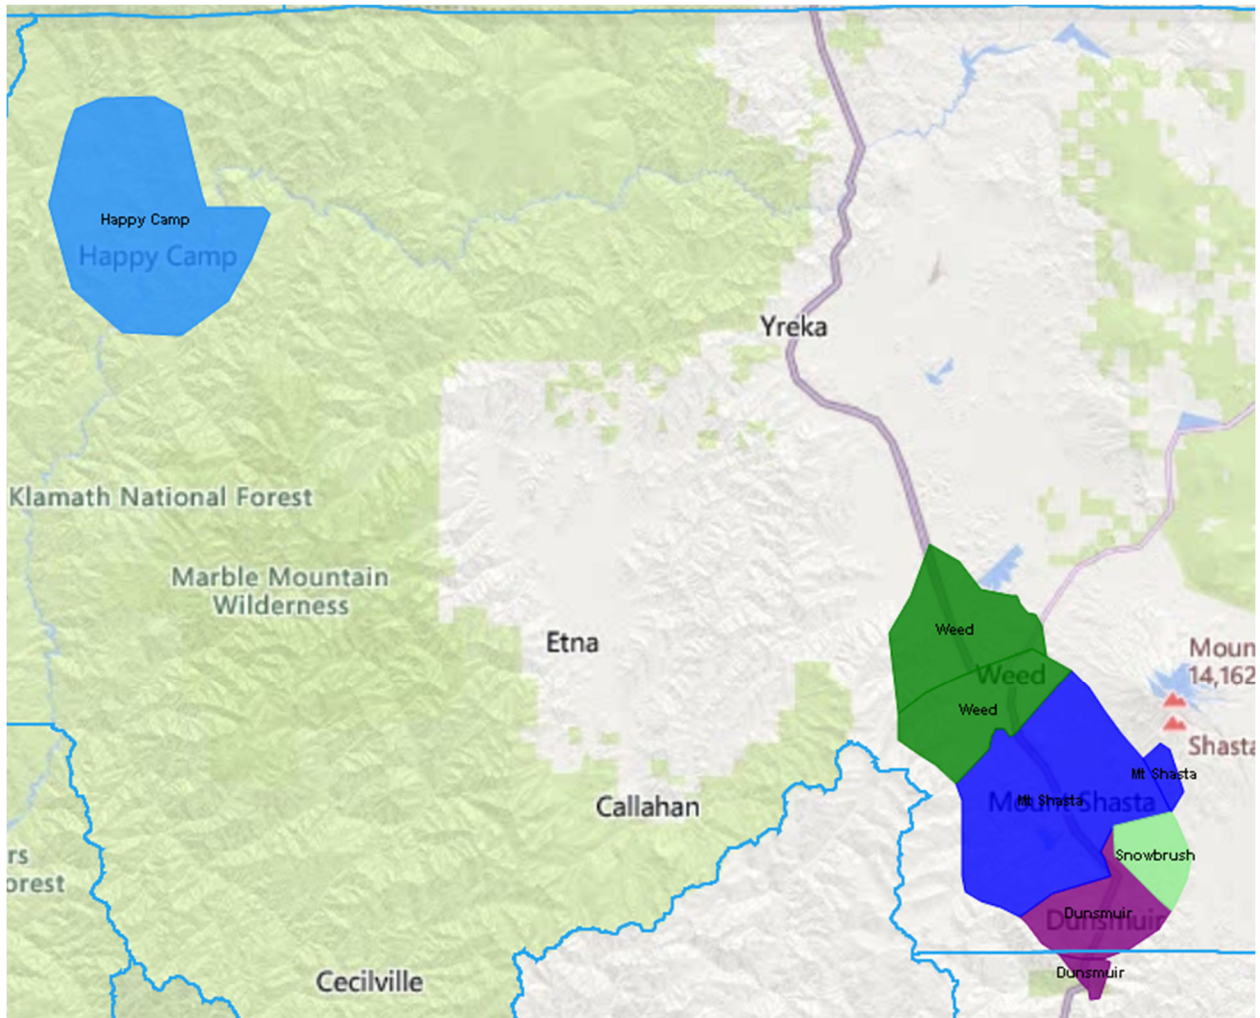 Happy Camp
Happy Camp
Yreka
Klamath National Forest
Marble Mountain
Wilderness
Etna
Weed
Weed
Weed
Moun
14,162
Shasta
Mt Shasta
Mount Shasta
Mt Shasta
Callahan
rs
orest
Snowbrush
Dunsmuir
Dunsmuir
Dunsmuir
Cecilville